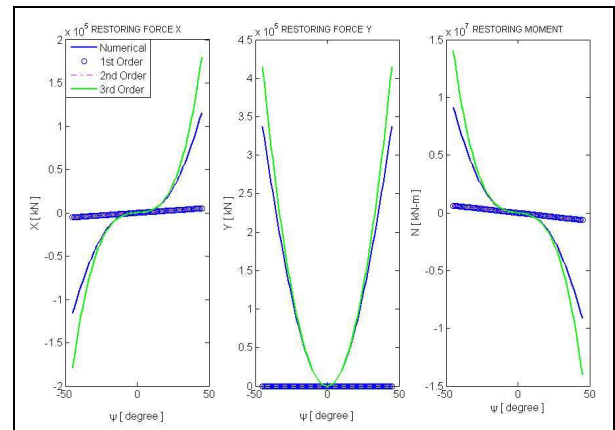 x 10^5 RESTORING FORCE X
2
1.5
1
0.5
0
-0.5
-1
-1.5
-2
X [ kN ]
-50 0 50
ψ [ degree ]
Numerical
1st Order
2nd Order
3rd Order
x 10^5 RESTORING FORCE Y
4.5
4
3.5
3
2.5
2
1.5
1
0.5
0
Y [ kN ]
-50 0 50
ψ [ degree ]
x 10^7 RESTORING MOMENT
1.5
1
0.5
0
-0.5
-1
-1.5
N [ kN-m ]
-50 0 50
ψ [ degree ]